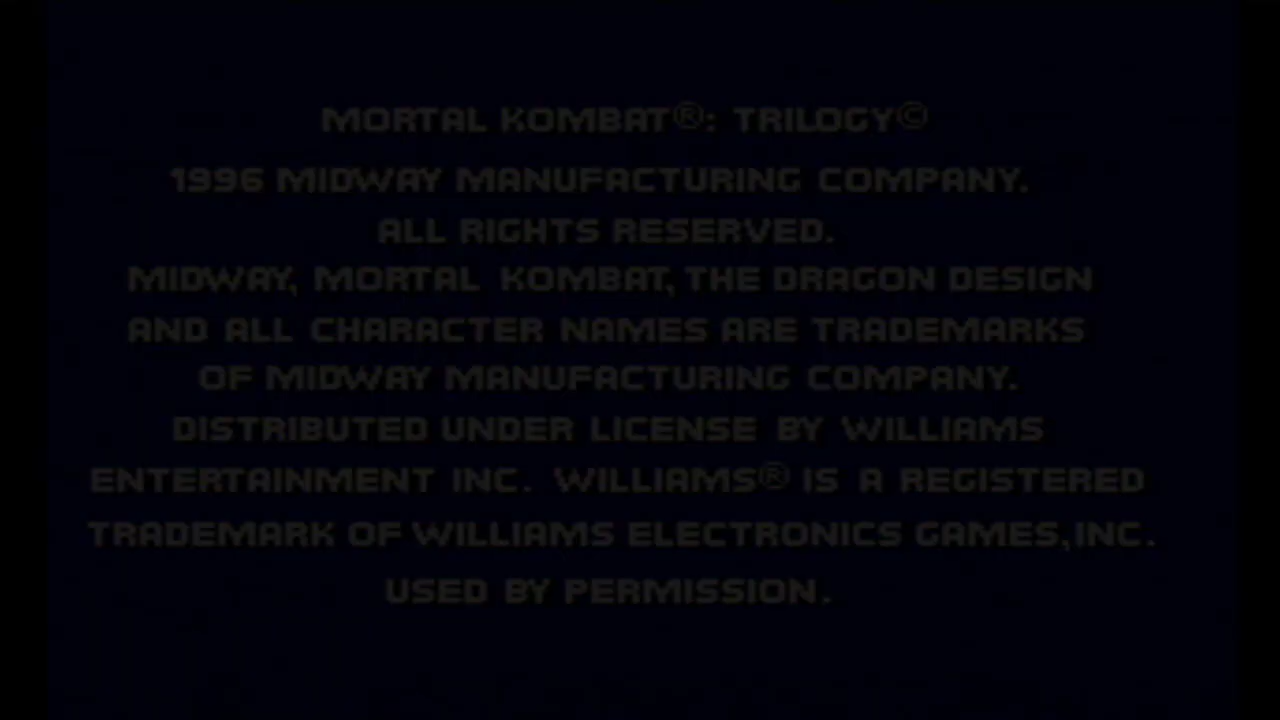 MORTAL KOMBAT®: TRILOGY©
1996 MIDWAY MANUFACTURING COMPANY.
ALL RIGHTS RESERVED.
MIDWAY, MORTAL KOMBAT, THE DRAGON DESIGN
AND ALL CHARACTER NAMES ARE TRADEMARKS
OF MIDWAY MANUFACTURING COMPANY.
DISTRIBUTED UNDER LICENSE BY WILLIAMS
ENTERTAINMENT INC. WILLIAMS® IS A REGISTERED
TRADEMARK OF WILLIAMS ELECTRONICS GAMES, INC.
USED BY PERMISSION.